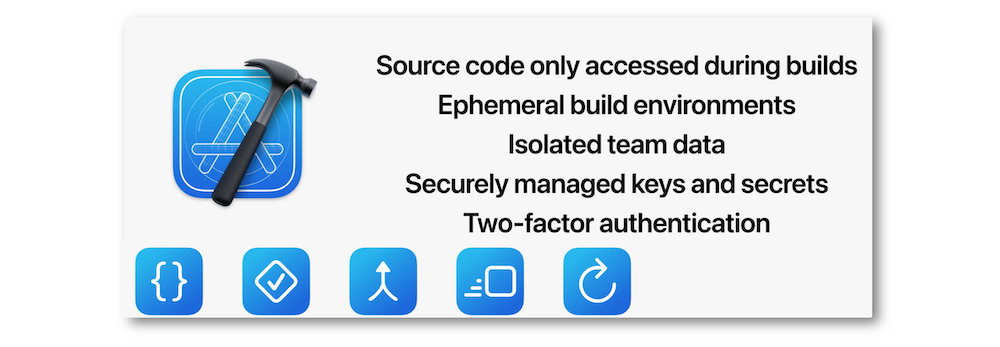 Source code only accessed during builds
Ephemeral build environments
Isolated team data
Securely managed keys and secrets
Two-factor authentication